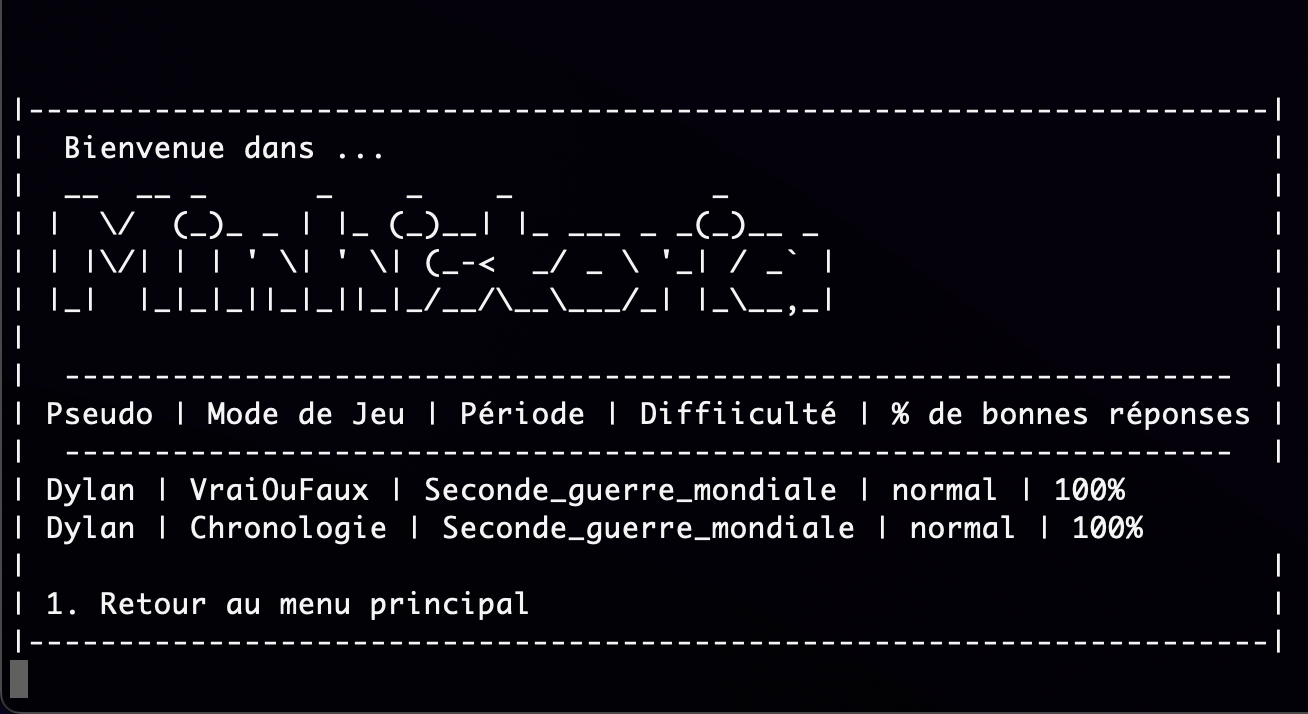 |---------------------------------------------------------------------|
|  Bienvenue dans ...                                                  |
|  __  __ _      _    _    _           _                               |
| |  \/  (_)_ _ | |_ (_)__| |_ ___ _ _(_)__ _                          |
| | |\/| | | ' \| ' \| (_-<  _/ _ \ '_| / _` |                         |
| |_|  |_|_|_||_|_||_|_/__/\__\___/_| |_\__,_|                         |
|                                                                      |
|  -----------------------------------------------------------------  |
| Pseudo | Mode de Jeu | Période | Diffiiculté | % de bonnes réponses |
|  -----------------------------------------------------------------  |
| Dylan | VraiOuFaux | Seconde_guerre_mondiale | normal | 100%
| Dylan | Chronologie | Seconde_guerre_mondiale | normal | 100%
|                                                                      |
| 1. Retour au menu principal                                          |
|---------------------------------------------------------------------|